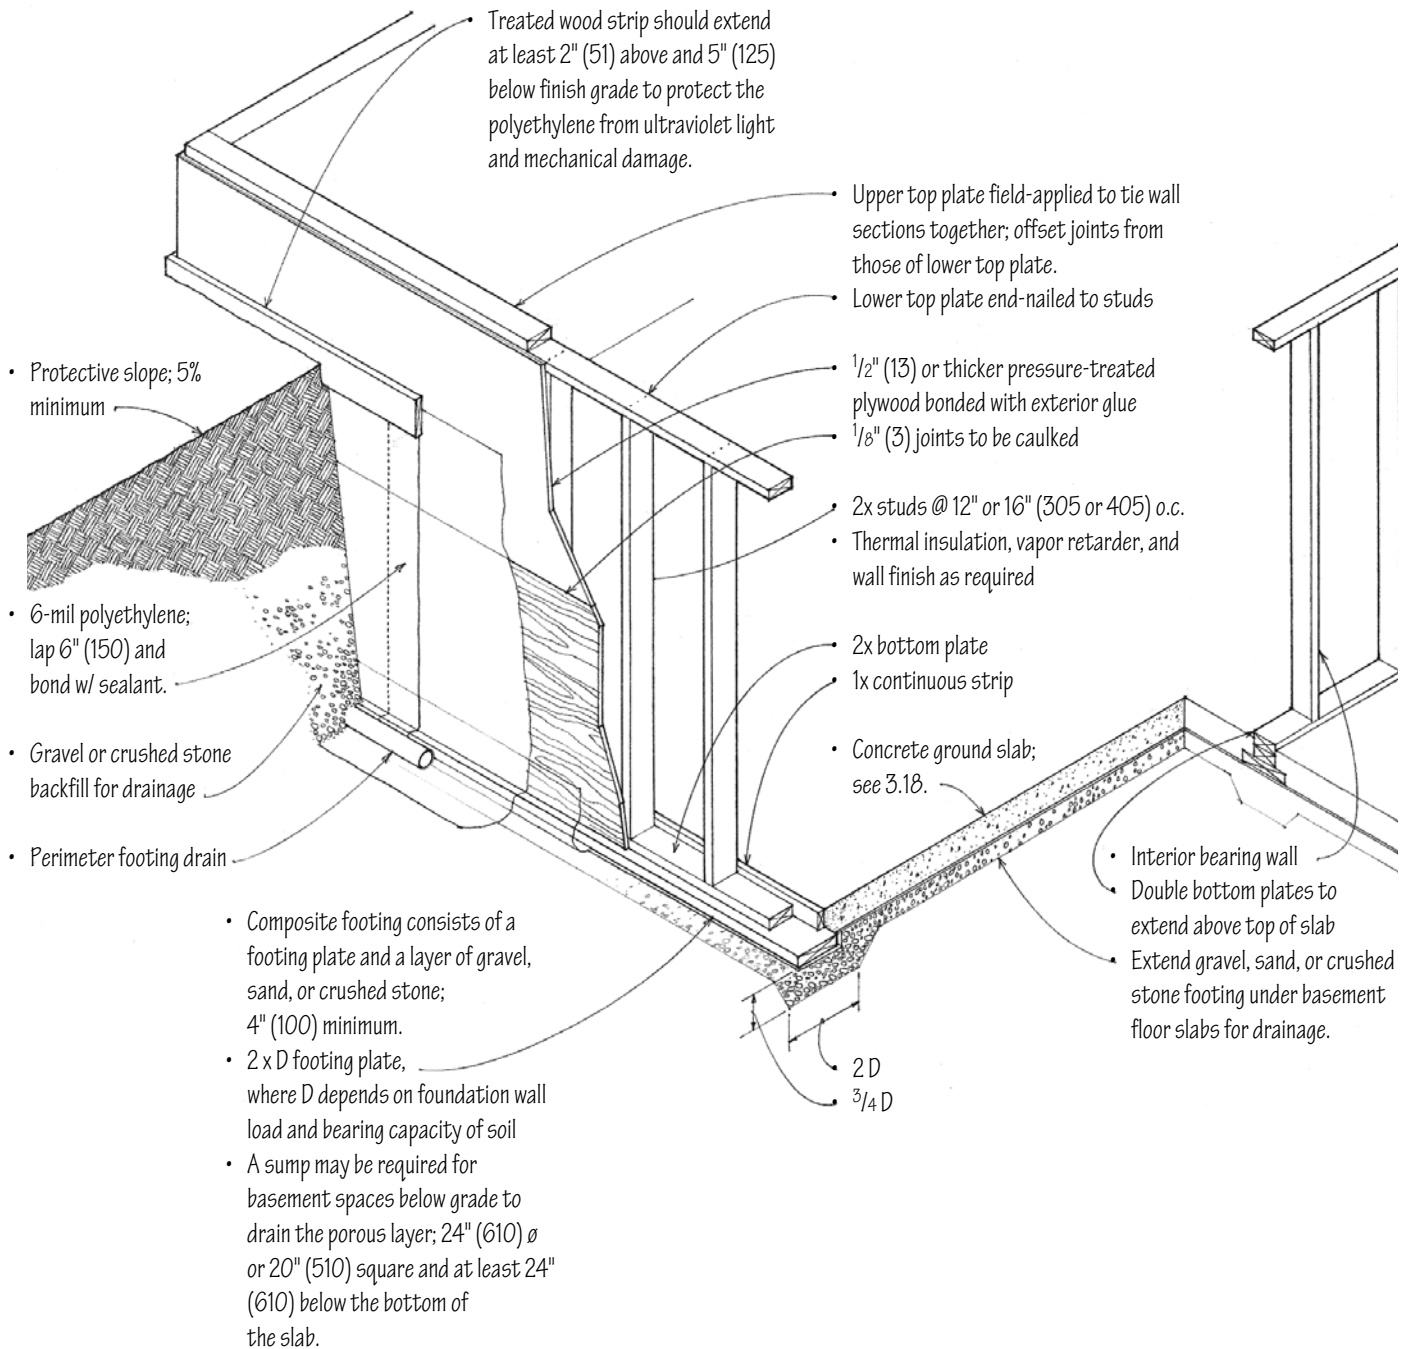 • Treated wood strip should extend
at least 2" (51) above and 5" (125)
below finish grade to protect the
polyethylene from ultraviolet light
and mechanical damage.
• Upper top plate field-applied to tie wall
sections together; offset joints from
those of lower top plate.
• Lower top plate end-nailed to studs
• 1/2" (13) or thicker pressure-treated
plywood bonded with exterior glue
• 1/8" (3) joints to be caulked
• 2x studs @ 12" or 16" (305 or 405) o.c.
• Thermal insulation, vapor retarder, and
wall finish as required
• 2x bottom plate
• 1x continuous strip
• Concrete ground slab;
see 3.18.
• Protective slope; 5%
minimum
• 6-mil polyethylene;
lap 6" (150) and
bond w/ sealant.
• Gravel or crushed stone
backfill for drainage
• Perimeter footing drain
• Composite footing consists of a
footing plate and a layer of gravel,
sand, or crushed stone;
4" (100) minimum.
• 2 x D footing plate,
where D depends on foundation wall
load and bearing capacity of soil
• A sump may be required for
basement spaces below grade to
drain the porous layer; 24" (610) ø
or 20" (510) square and at least 24"
(610) below the bottom of
the slab.
• 2 D
• 3/4 D
• Interior bearing wall
• Double bottom plates to
extend above top of slab
• Extend gravel, sand, or crushed
stone footing under basement
floor slabs for drainage.